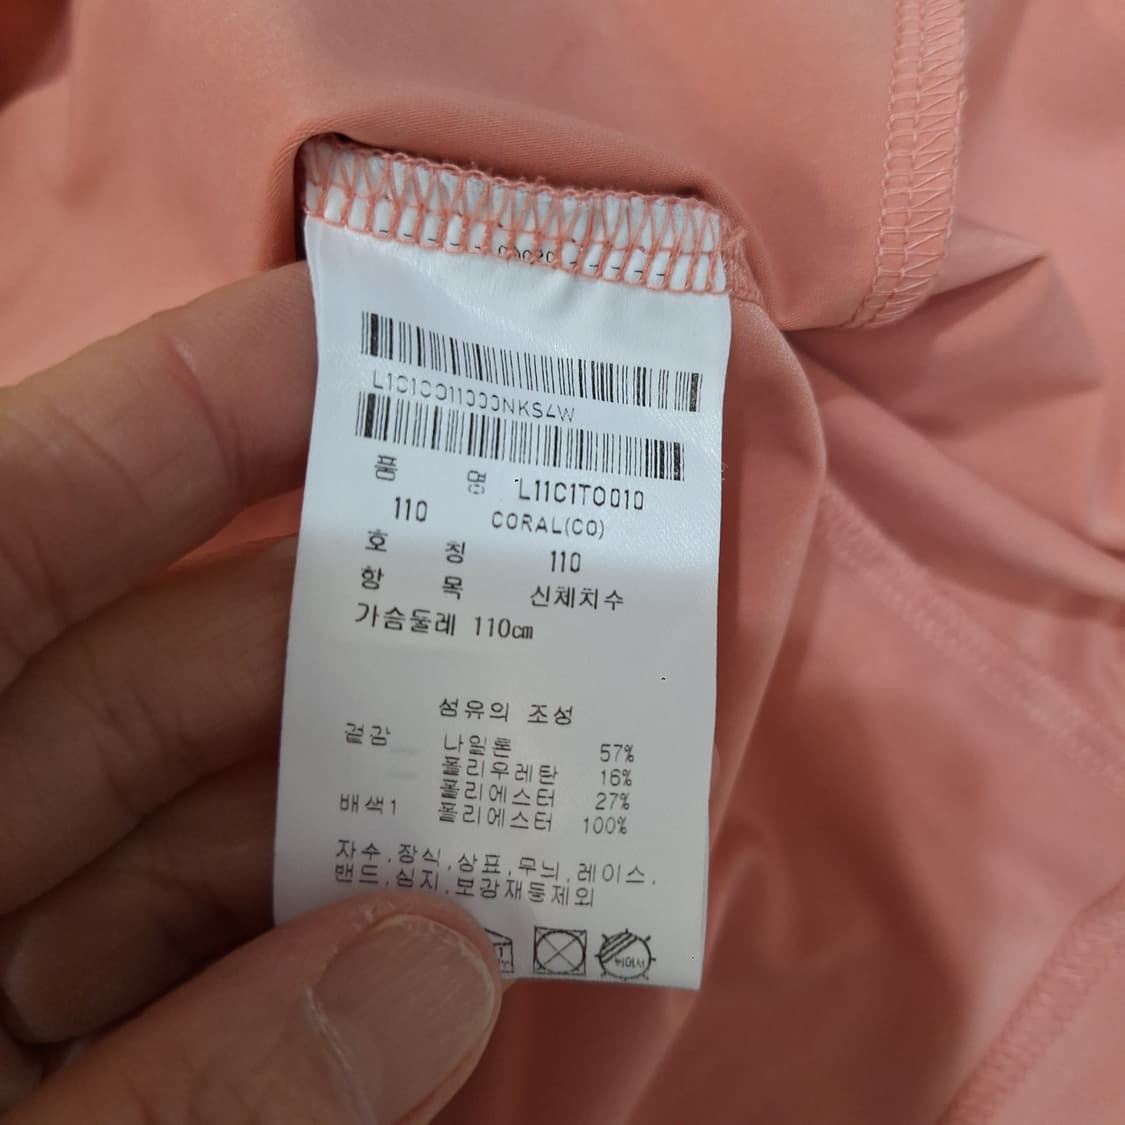 품 명 L11C1TO010
110 CORAL(CO)
호 칭 110
항 목 신체치수
가슴둘레 110㎝
섬유의 조성
겉감 나일론 57%
폴리우레탄 16%
폴리에스터 27%
배색1 폴리에스터 100%
자수,장식,상표,무늬,레이스,
밴드,심지,보강재등제외
뉘어서